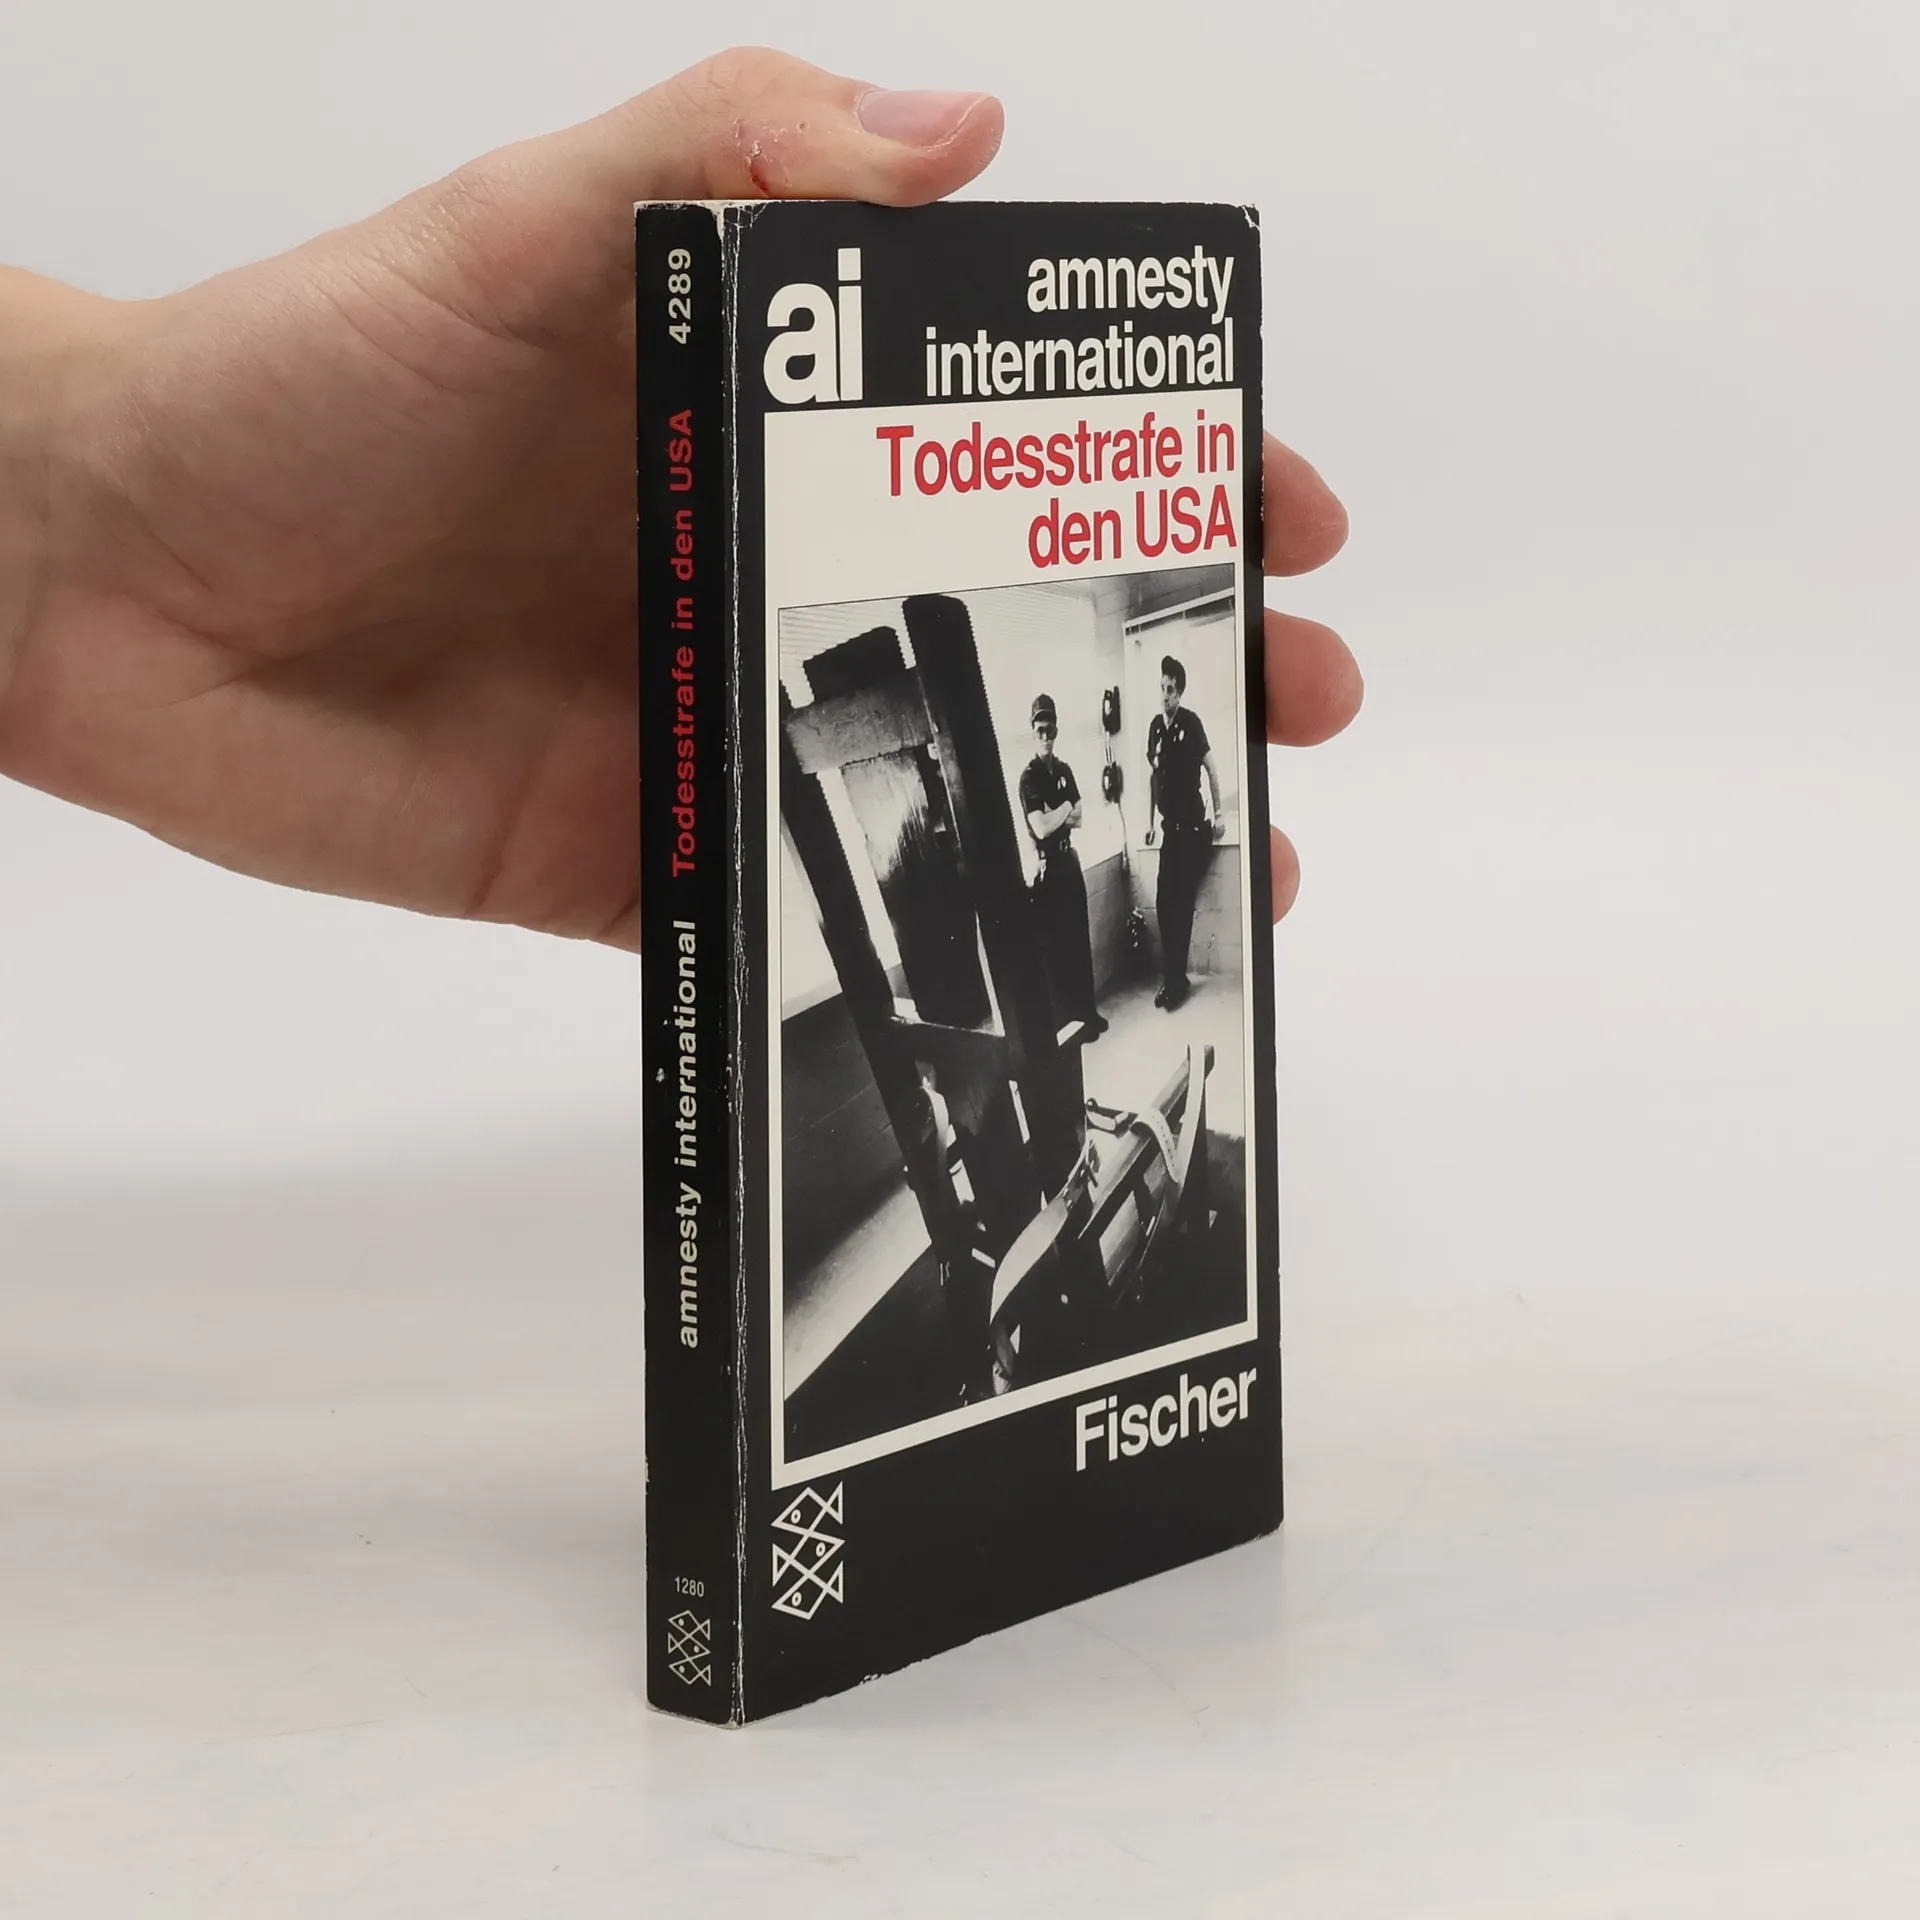 4289
amnesty international Todesstrafe in den USA
1280
ai
amnesty
international
Todesstrafe in
den USA
Fischer